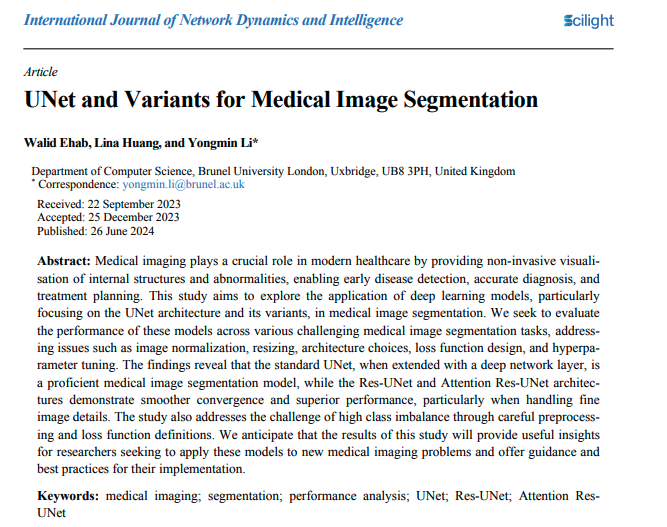 International Journal of Network Dynamics and Intelligence
Scilight
Article
UNet and Variants for Medical Image Segmentation
Walid Ehab, Lina Huang, and Yongmin Li*
Department of Computer Science, Brunel University London, Uxbridge, UB8 3PH, United Kingdom
* Correspondence: yongmin.li@brunel.ac.uk
Received: 22 September 2023
Accepted: 25 December 2023
Published: 26 June 2024
Abstract: Medical imaging plays a crucial role in modern healthcare by providing non-invasive visuali-
sation of internal structures and abnormalities, enabling early disease detection, accurate diagnosis, and
treatment planning. This study aims to explore the application of deep learning models, particularly
focusing on the UNet architecture and its variants, in medical image segmentation. We seek to evaluate
the performance of these models across various challenging medical image segmentation tasks, address-
ing issues such as image normalization, resizing, architecture choices, loss function design, and hyperpa-
rameter tuning. The findings reveal that the standard UNet, when extended with a deep network layer, is
a proficient medical image segmentation model, while the Res-UNet and Attention Res-UNet architec-
tures demonstrate smoother convergence and superior performance, particularly when handling fine
image details. The study also addresses the challenge of high class imbalance through careful preprocess-
ing and loss function definitions. We anticipate that the results of this study will provide useful insights
for researchers seeking to apply these models to new medical imaging problems and offer guidance and
best practices for their implementation.
Keywords: medical imaging; segmentation; performance analysis; UNet; Res-UNet; Attention Res-
UNet